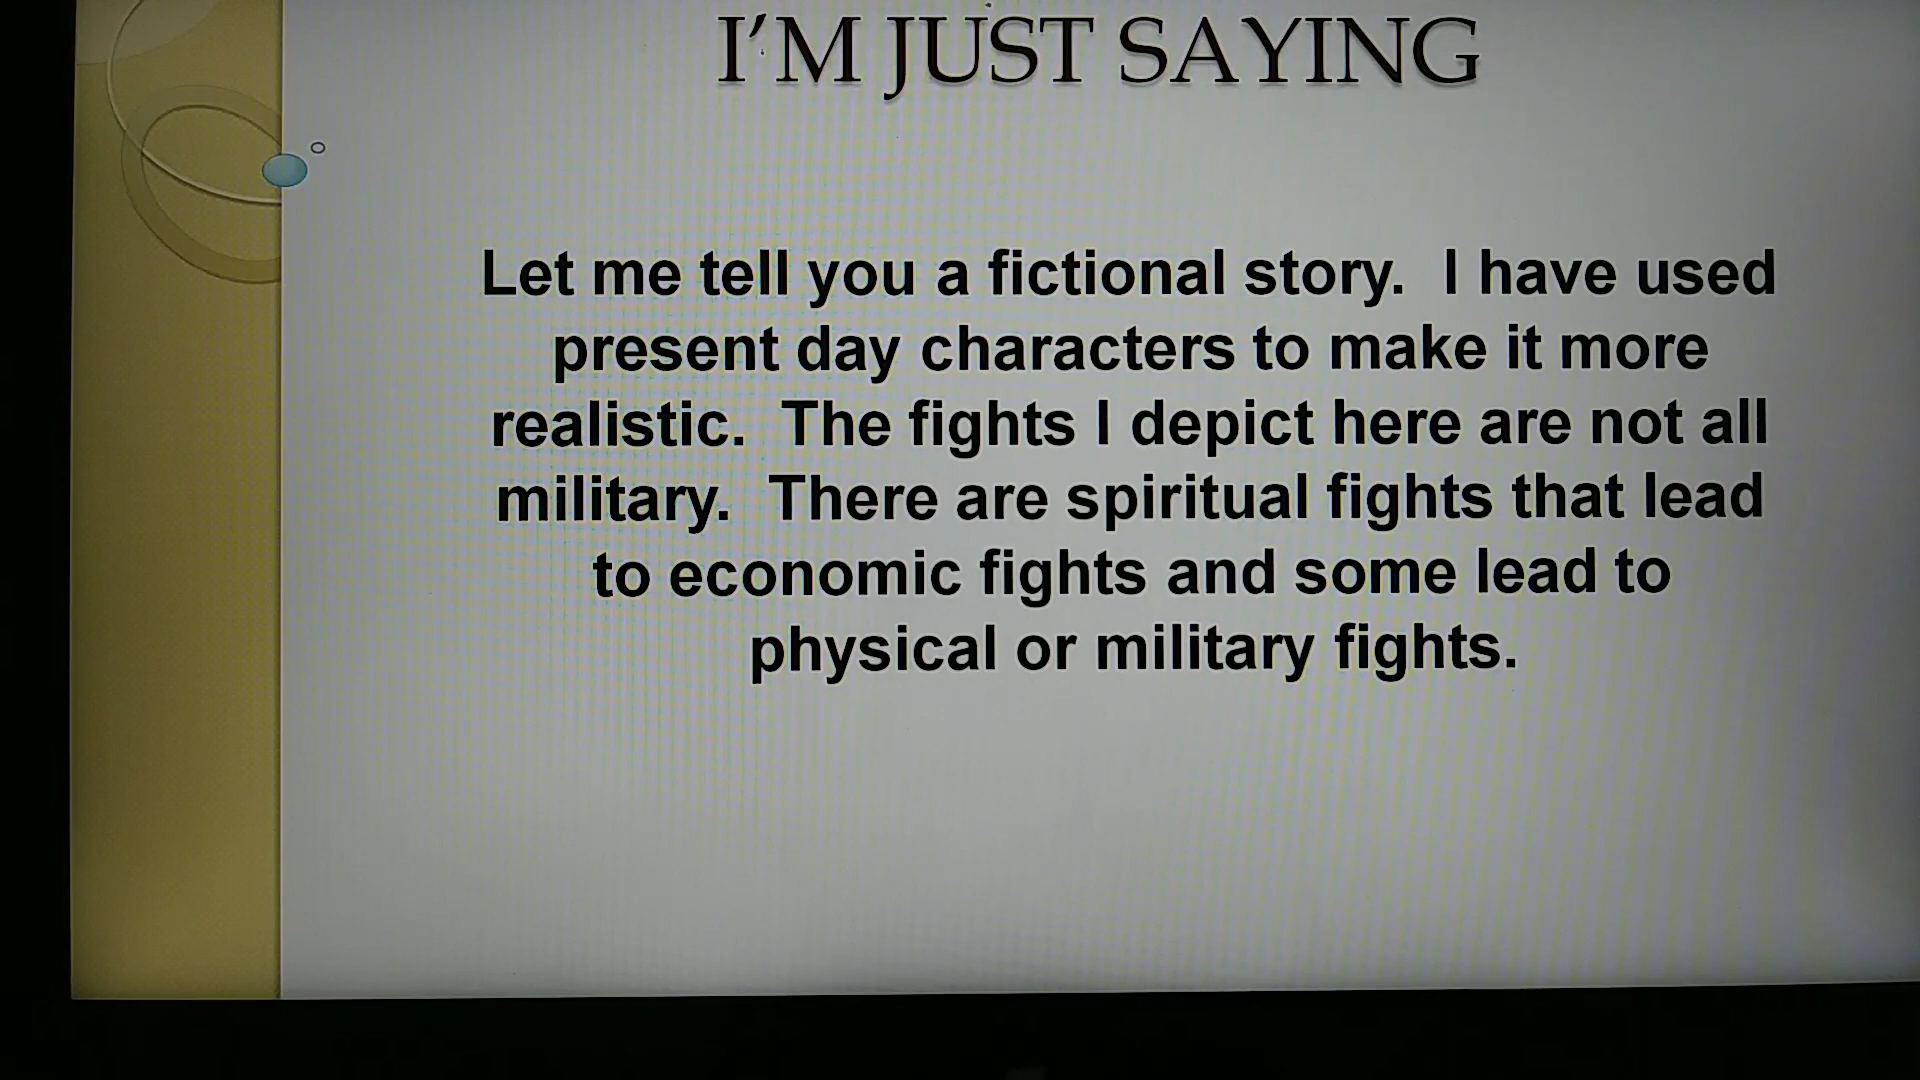 I'M JUST SAYING
Let me tell you a fictional story.  I have used
present day characters to make it more
realistic.  The fights I depict here are not all
military.  There are spiritual fights that lead
to economic fights and some lead to
physical or military fights.